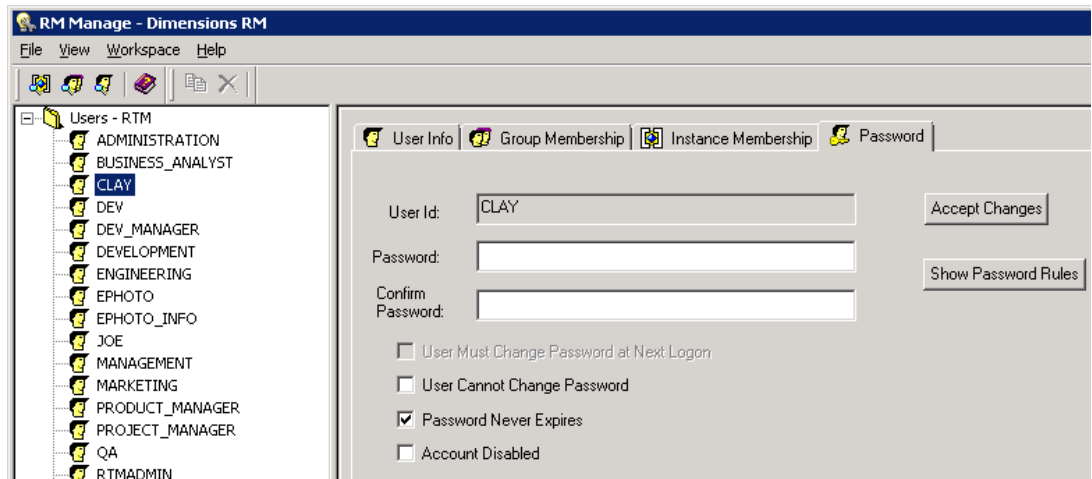 RM Manage - Dimensions RM
File View Workspace Help
Users - RTM
ADMINISTRATION
BUSINESS_ANALYST
CLAY
DEV
DEV_MANAGER
DEVELOPMENT
ENGINEERING
EPHOTO
EPHOTO_INFO
JOE
MANAGEMENT
MARKETING
PRODUCT_MANAGER
PROJECT_MANAGER
QA
RTMADMIN
User Info Group Membership Instance Membership Password
User Id: CLAY Accept Changes
Password:
Show Password Rules
Confirm
Password:
User Must Change Password at Next Logon
User Cannot Change Password
Password Never Expires
Account Disabled